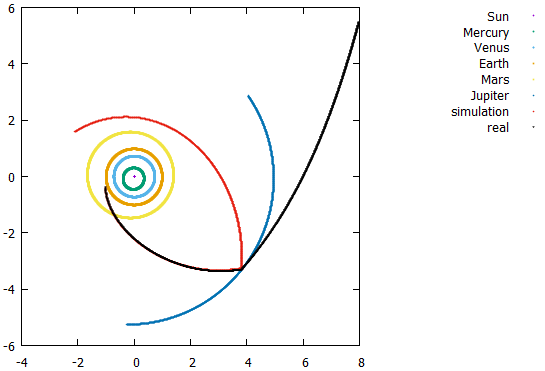 6
4
2
0
-2
-4
-6
-4 -2 0 2 4 6 8
Sun
Mercury
Venus
Earth
Mars
Jupiter
simulation
real